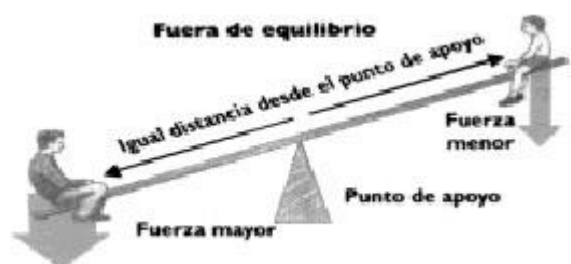 Fuera de equilibrio
Igual distancia desde el punto de apoyo.
Fuerza
menor
Punto de apoyo
Fuerza mayor